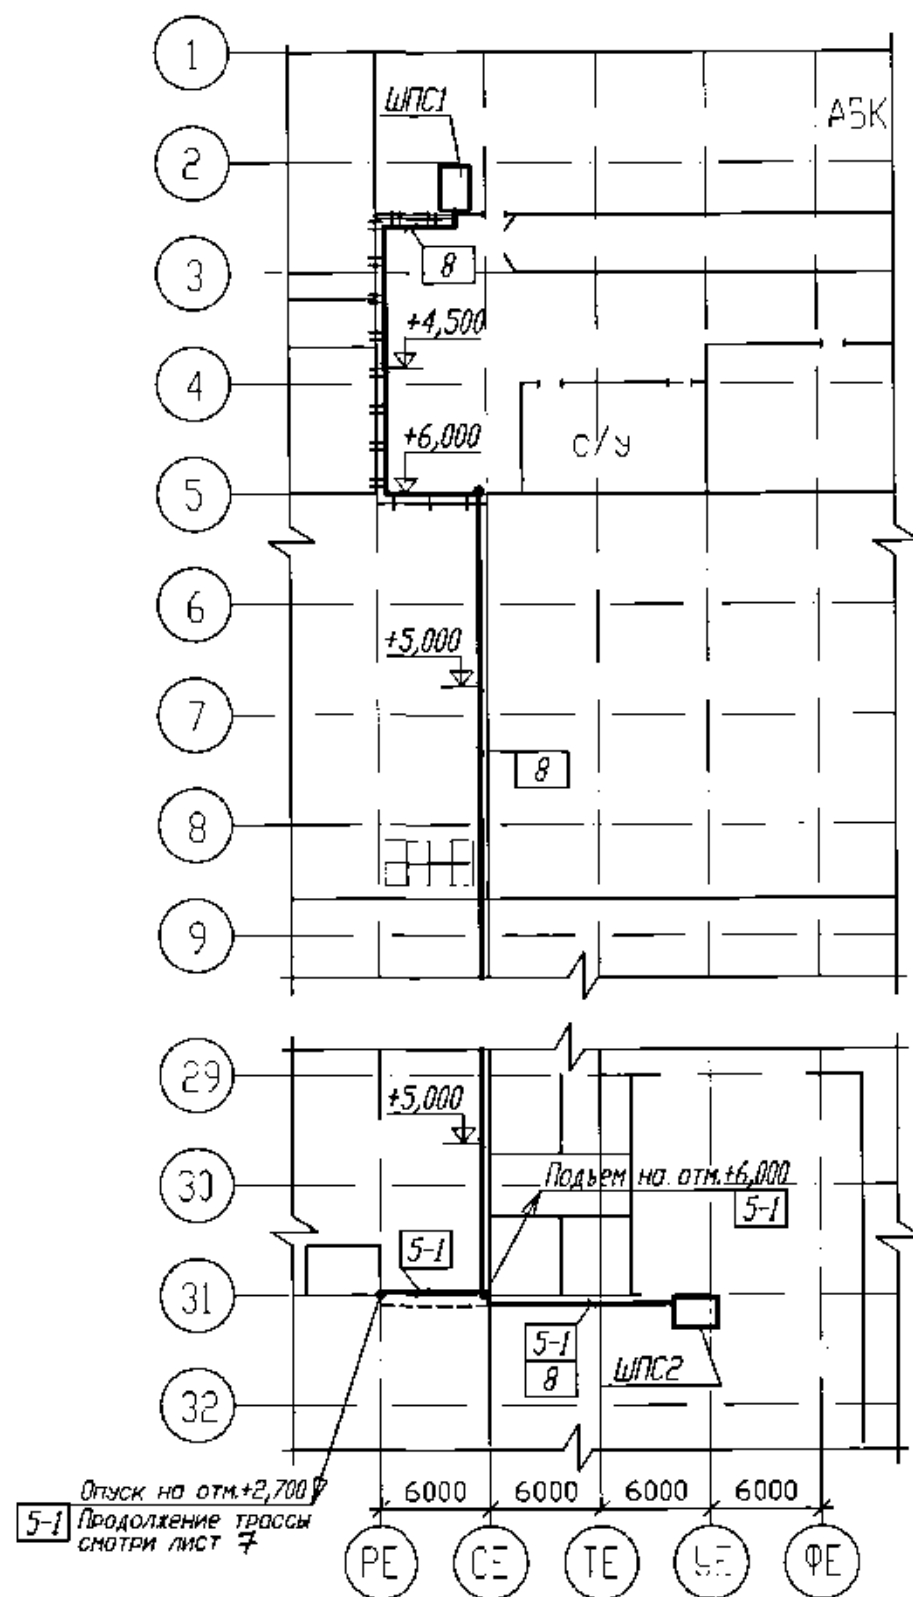 1
ШПС1
АБК
2
8
3
+4,500
4
+6,000
с/у
5
6
+5,000
7
8
8
9
29
+5,000
30
Подъем на отм.+6,000
5-1
5-1
31
5-1
8
ШПС2
32
Опуск на отм.+2,700
5-1 Продолжение трассы
смотри лист 7
6000 6000 6000 6000
РЕ СЕ ТЕ УЕ ФЕ